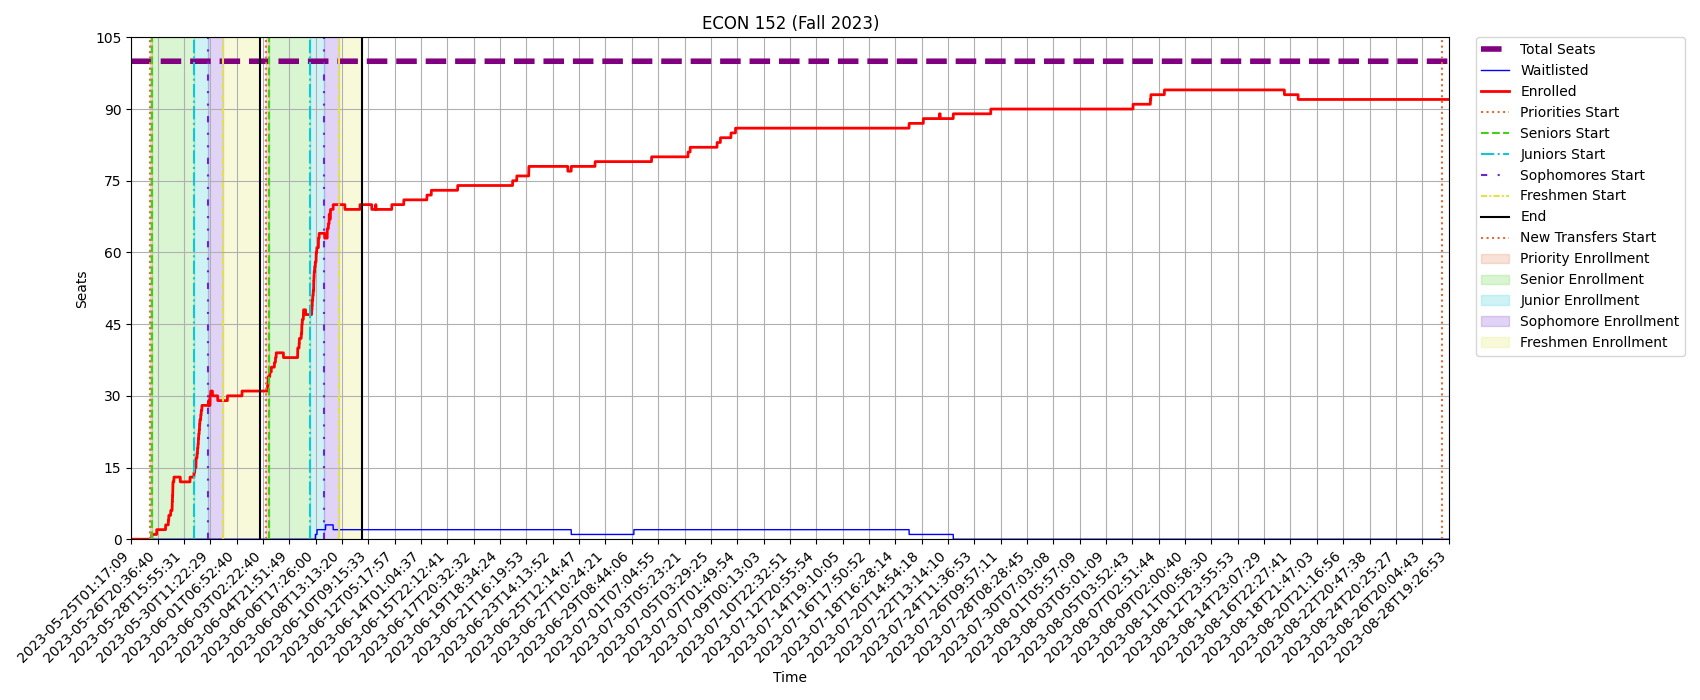 ECON 152 (Fall 2023)
Seats
105
90
75
60
45
30
15
0
2023-05-25T01:17:09
2023-05-26T20:36:40
2023-05-28T15:55:31
2023-05-30T11:22:29
2023-06-01T06:52:40
2023-06-03T02:22:40
2023-06-04T21:51:49
2023-06-06T17:26:00
2023-06-08T13:13:20
2023-06-10T09:15:33
2023-06-12T05:17:57
2023-06-14T01:04:37
2023-06-15T22:12:41
2023-06-17T20:32:32
2023-06-19T18:34:24
2023-06-21T16:19:53
2023-06-23T14:13:52
2023-06-25T12:14:47
2023-06-27T10:24:21
2023-06-29T08:44:06
2023-07-01T07:04:55
2023-07-03T05:23:21
2023-07-05T03:29:25
2023-07-07T01:49:54
2023-07-09T00:13:03
2023-07-10T22:32:51
2023-07-12T20:55:54
2023-07-14T19:10:05
2023-07-16T17:50:52
2023-07-18T16:28:14
2023-07-20T14:54:18
2023-07-22T13:14:10
2023-07-24T11:36:53
2023-07-26T09:57:11
2023-07-28T08:28:45
2023-07-30T07:03:08
2023-08-01T05:57:09
2023-08-03T05:01:09
2023-08-05T03:52:43
2023-08-07T02:51:44
2023-08-09T02:00:40
2023-08-11T00:58:30
2023-08-12T23:55:53
2023-08-14T23:07:29
2023-08-16T22:27:41
2023-08-18T21:47:03
2023-08-20T21:16:56
2023-08-22T20:47:38
2023-08-24T20:25:27
2023-08-26T20:04:43
2023-08-28T19:26:53
Time
Total Seats
Waitlisted
Enrolled
Priorities Start
Seniors Start
Juniors Start
Sophomores Start
Freshmen Start
End
New Transfers Start
Priority Enrollment
Senior Enrollment
Junior Enrollment
Sophomore Enrollment
Freshmen Enrollment